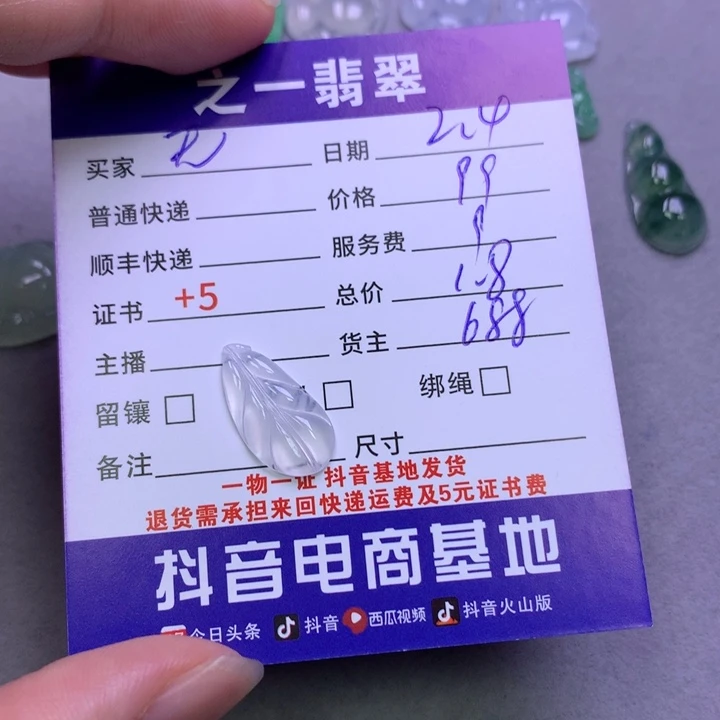 之一翡翠
买家 日期 2.4
普通快递 价格 99
顺丰快递 服务费 9
证书 +5 总价 108
主播 货主 688
留镶 绑绳
备注 尺寸
一物一证 抖音基地发货
退货需承担来回快递运费及5元证书费
抖音电商基地
今日头条 抖音 西瓜视频 抖音火山版